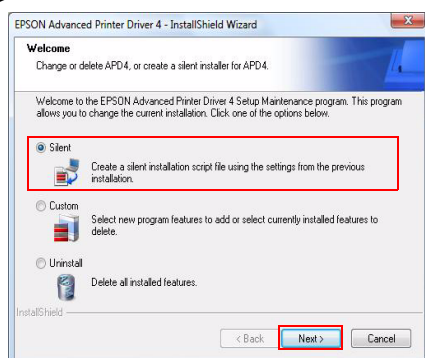 EPSON Advanced Printer Driver 4 - InstallShield Wizard
Welcome
Change or delete APD4, or create a silent installer for APD4.
Welcome to the EPSON Advanced Printer Driver 4 Setup Maintenance program. This program
allows you to change the current installation. Click one of the options below.
Silent
Create a silent installation script file using the settings from the previous
installation.
Custom
Select new program features to add or select currently installed features to
delete.
Uninstall
Delete all installed features.
InstallShield
< Back Next > Cancel